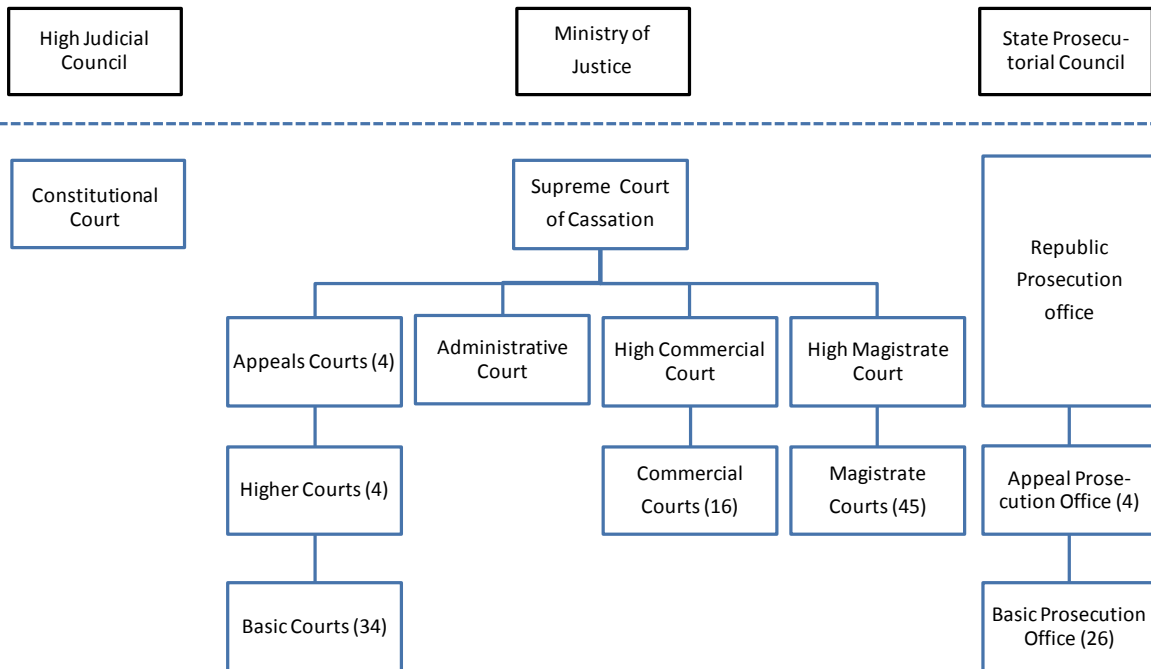 High Judicial
Council
Ministry of
Justice
State Prosecu-
torial Council
Constitutional
Court
Supreme Court
of Cassation
Republic
Prosecution
office
Appeals Courts (4)
Administrative
Court
High Commercial
Court
High Magistrate
Court
Higher Courts (4)
Commercial
Courts (16)
Magistrate
Courts (45)
Appeal Prose-
cution Office (4)
Basic Courts (34)
Basic Prosecution
Office (26)